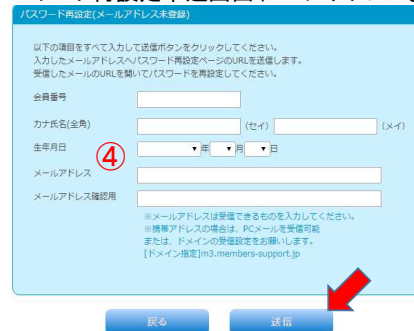 パスワード再設定(メールアドレス未登録)
以下の項目をすべて入力して送信ボタンをクリックしてください。
入力したメールアドレスへパスワード再設定ページのURLを送信します。
受信したメールのURLを開いてパスワードを再設定してください。
会員番号
カナ氏名(全角) (セイ) (メイ)
生年月日 年 月 日
④
メールアドレス
メールアドレス確認用
※メールアドレスは受信できるものを入力してください。
※携帯アドレスの場合は、PCメールを受信可能
または、ドメインの受信設定をお願いします。
[ドメイン指定]m3.members-support.jp
戻る 送信